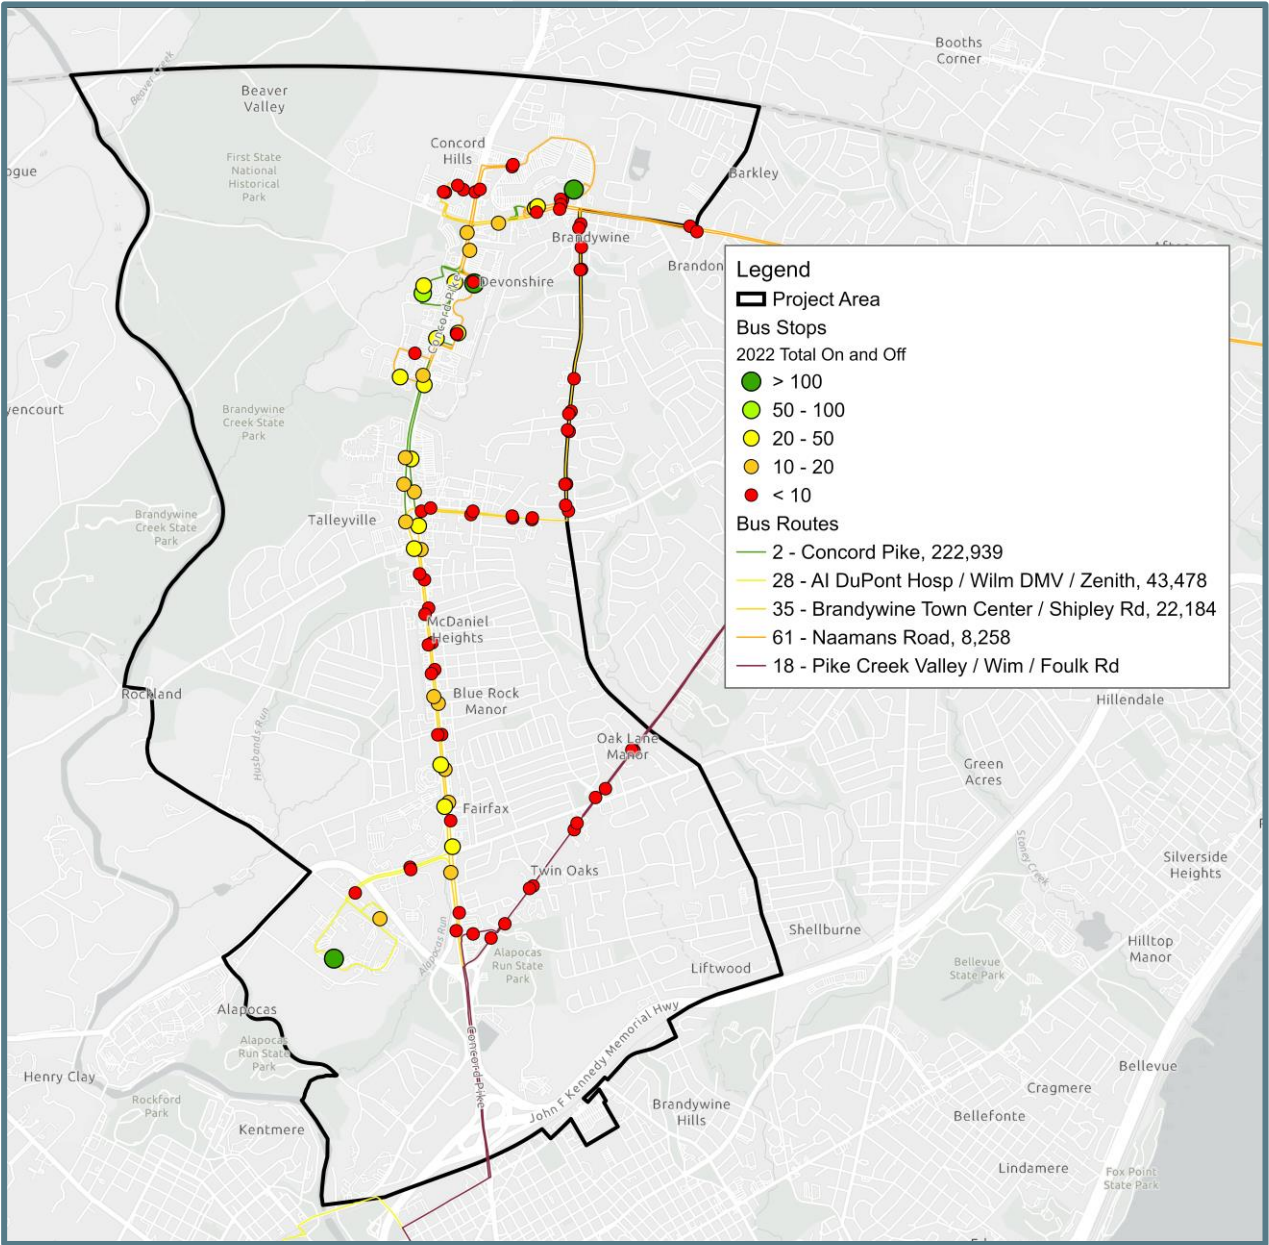 Booths
Corner
Beaver
Valley
Beaver Creek
Concord
Hills
First State
National
Historical
Park
ogue
Barkley
Brandywine
Brandon
Devonshire
Concord Pike
Legend
Project Area
Bus Stops
2022 Total On and Off
> 100
50 - 100
20 - 50
10 - 20
< 10
Bus Routes
2 - Concord Pike, 222,939
28 - AI DuPont Hosp / Wilm DMV / Zenith, 43,478
35 - Brandywine Town Center / Shipley Rd, 22,184
61 - Naamans Road, 8,258
18 - Pike Creek Valley / Wim / Foulk Rd
yencourt
Brandywine
Creek State
Park
Brandywine
Creek State
Park
Talleyville
McDaniel
Heights
Rockland
Blue Rock
Manor
Hillendale
Husbands Run
Oak Lane
Manor
Green
Acres
Fairfax
Stoney Creek
Silverside
Heights
Twin Oaks
Shellburne
Alapocas Run
Alapocas
Run State
Park
Liftwood
Bellevue
State Park
Hilltop
Manor
Alapocas
Alapocas
Run State
Park
Concord Pike
John F Kennedy Memorial Hwy
Henry Clay
Rockford
Park
Kentmere
Brandywine
Hills
Bellevue
Cragmere
Bellefonte
Lindamere
Fox Point
State Park